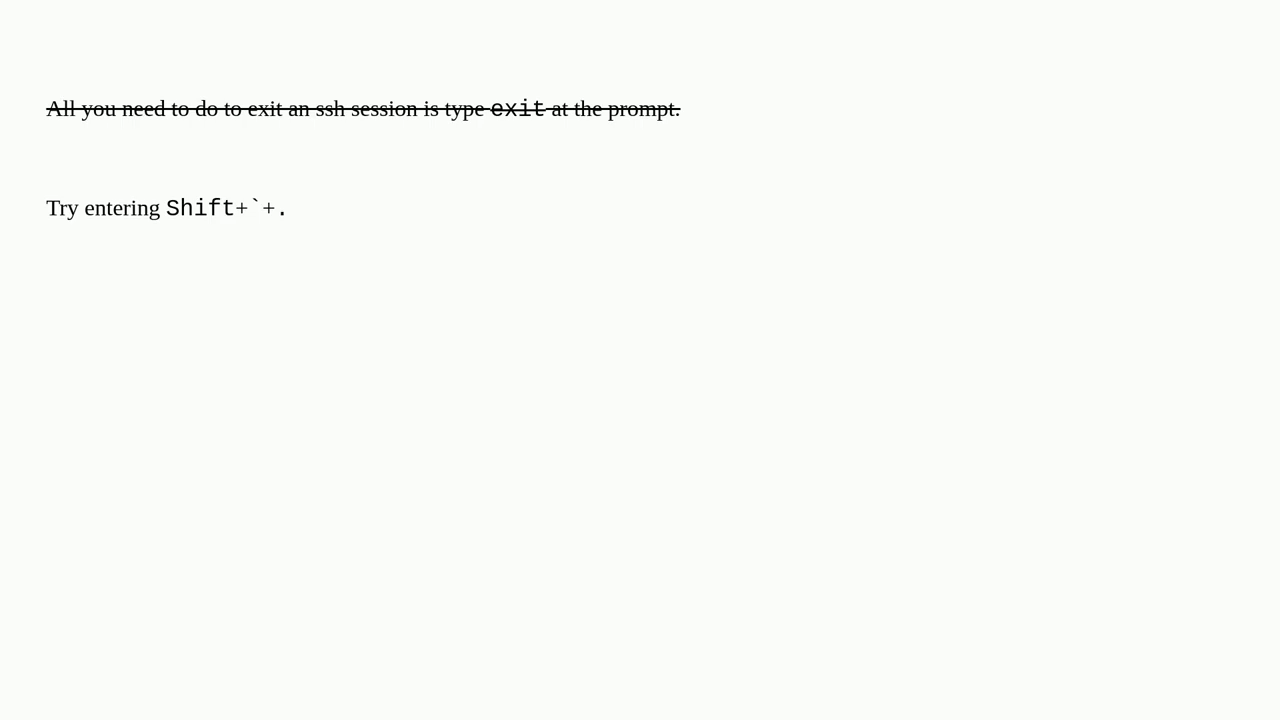 All you need to do to exit an ssh session is type exit at the prompt.
Try entering Shift+`+.